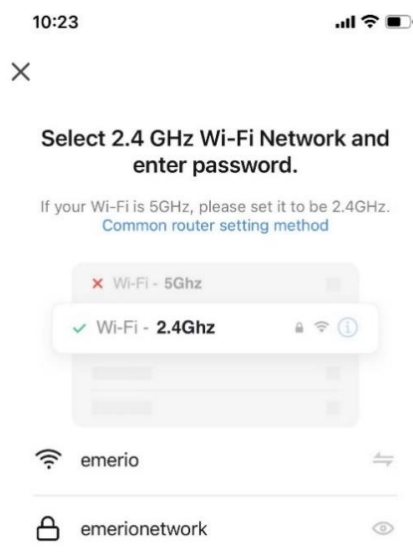 10:23
Select 2.4 GHz Wi-Fi Network and
enter password.
If your Wi-Fi is 5GHz, please set it to be 2.4GHz.
Common router setting method
Wi-Fi - 5Ghz
Wi-Fi - 2.4Ghz
emerio
emerionetwork